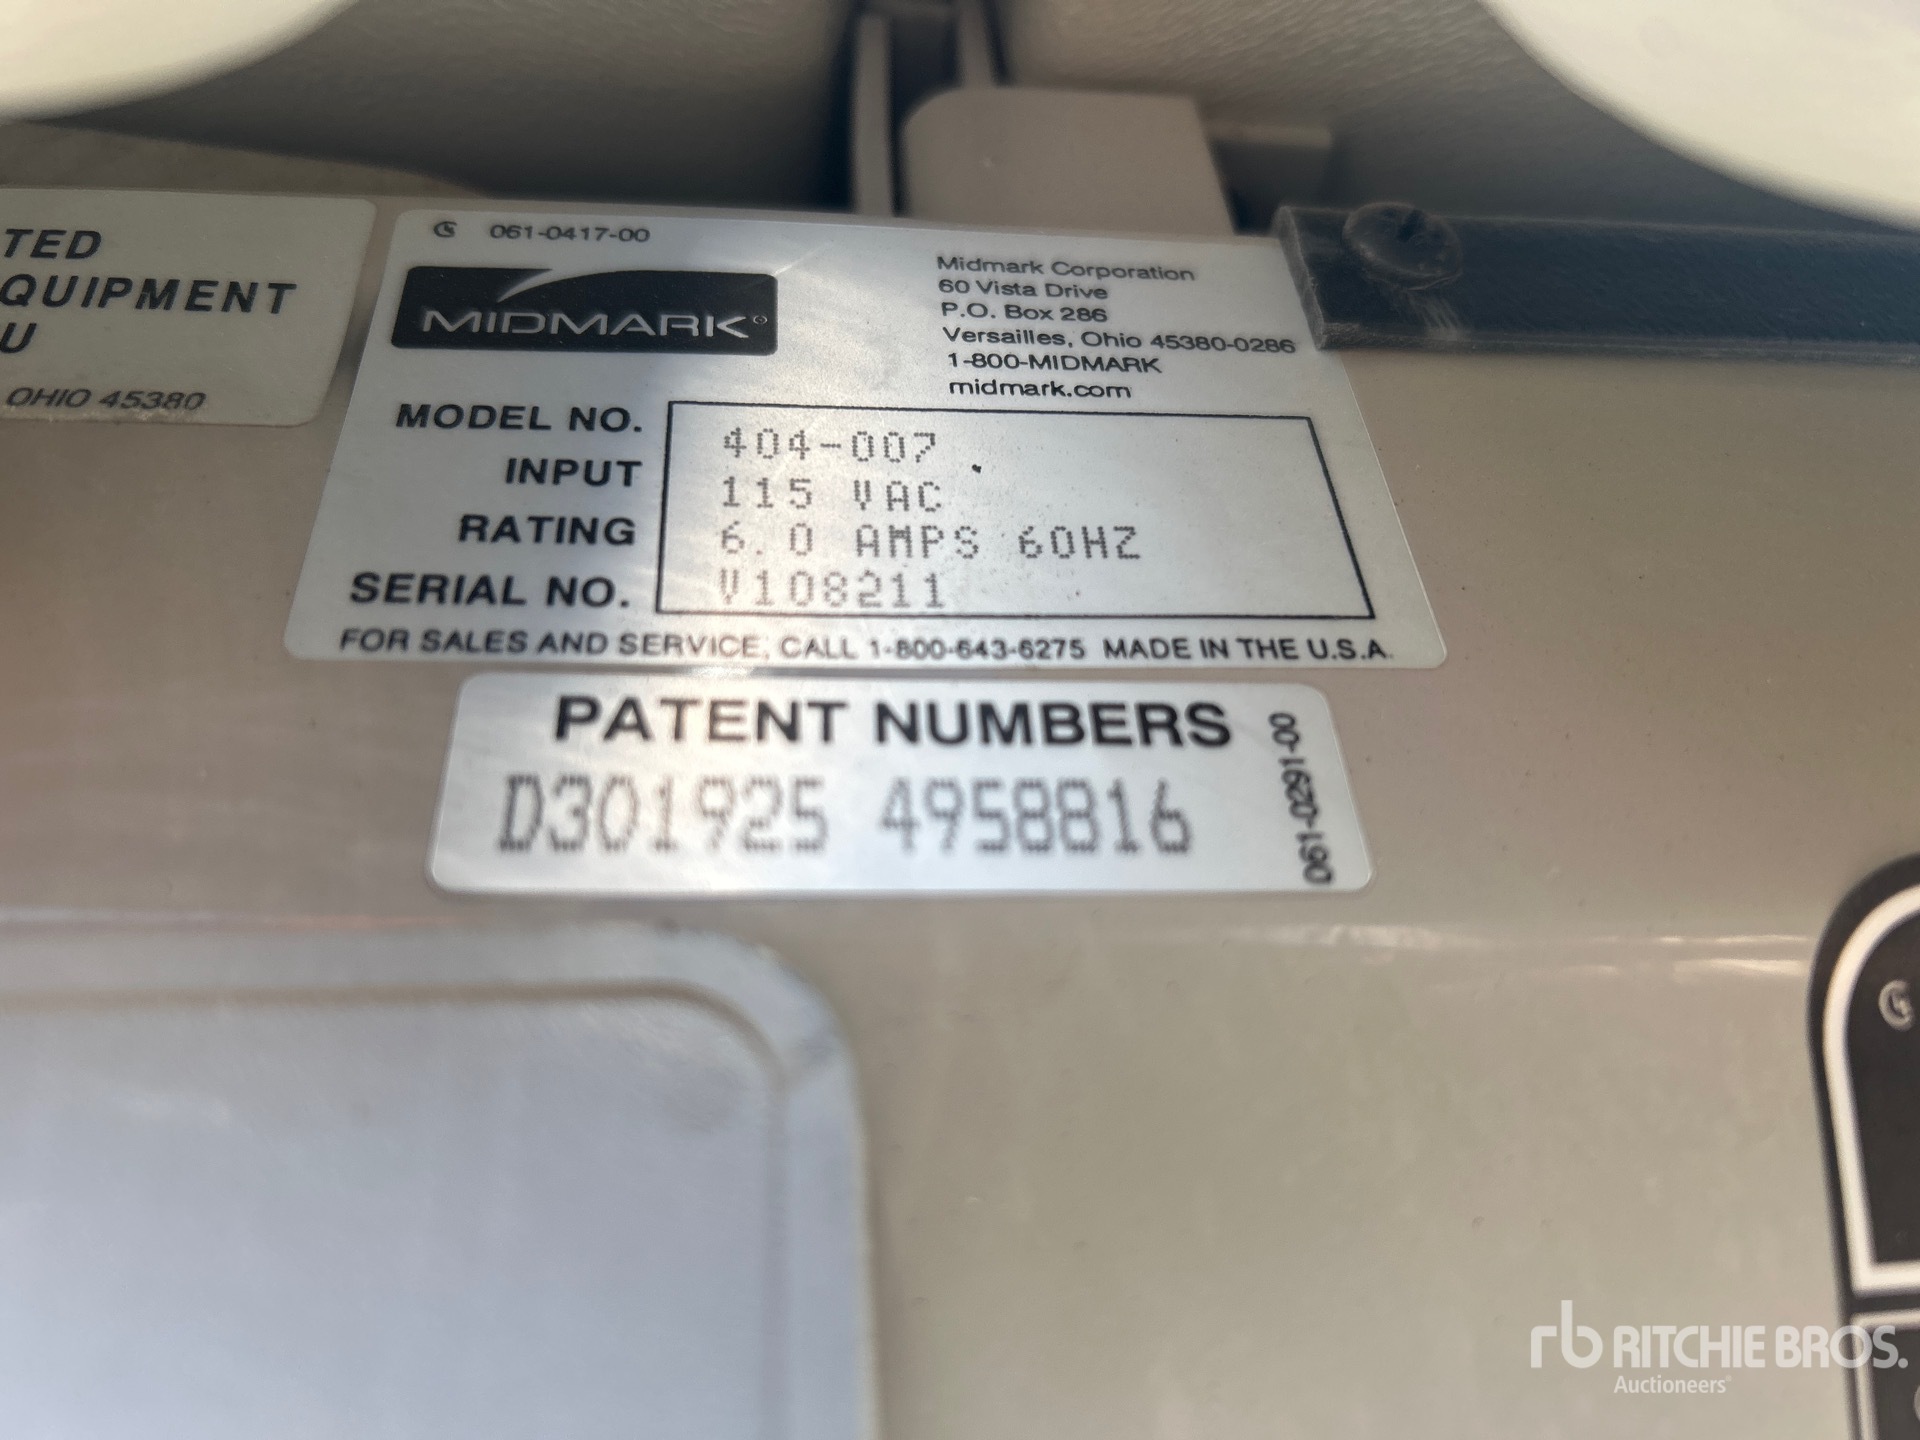 TED
QUIPMENT
U
OHIO 45380
061-0417-00
MIDMARK
Midmark Corporation
60 Vista Drive
P.O. Box 286
Versailles, Ohio 45380-0286
1-800-MIDMARK
midmark.com
MODEL NO. 404-007
INPUT 115 VAC
RATING 6.0 AMPS 60HZ
SERIAL NO. V108211
FOR SALES AND SERVICE, CALL 1-800-643-6275 MADE IN THE U.S.A.
PATENT NUMBERS
D301925 4958816
061-0291-00
rb RITCHIE BROS.
Auctioneers